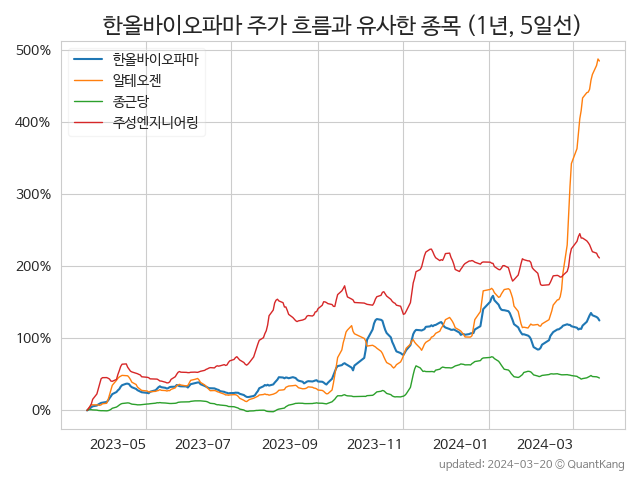 한올바이오파마 주가 흐름과 유사한 종목 (1년, 5일선)
500%
400%
300%
200%
100%
0%
한올바이오파마
알테오젠
종근당
주성엔지니어링
2023-05
2023-07
2023-09
2023-11
2024-01
2024-03
updated: 2024-03-20 © QuantKang